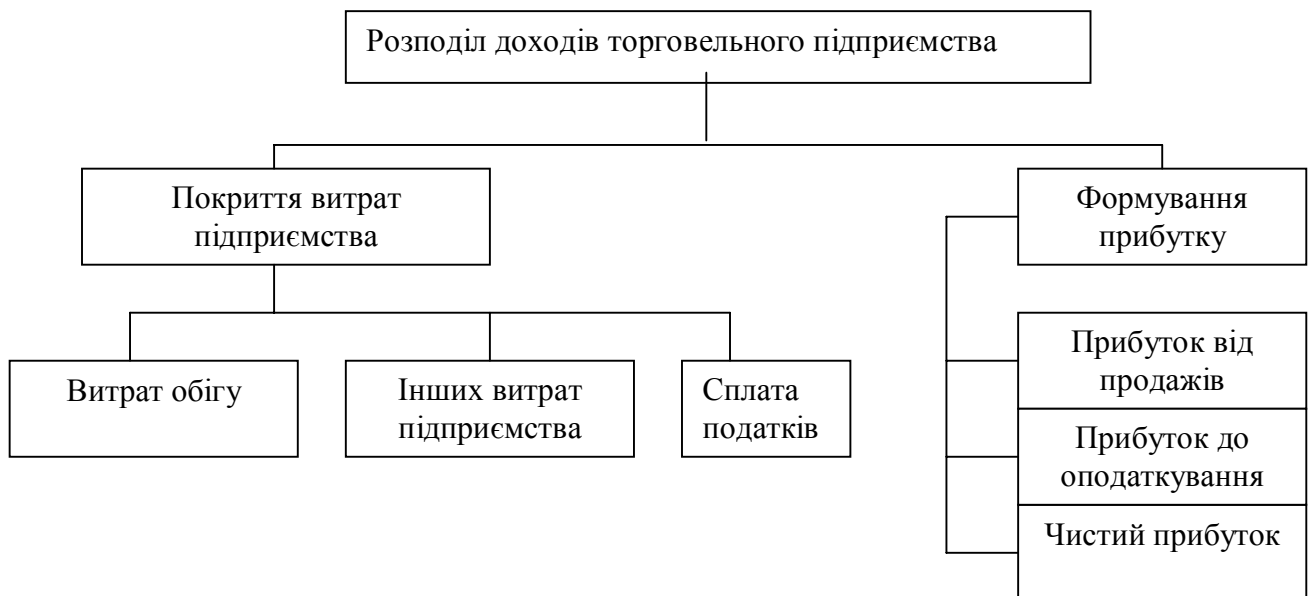 Розподіл доходів торговельного підприємства
Покриття витрат
підприємства
Формування
прибутку
Витрат обігу
Інших витрат
підприємства
Сплата
податків
Прибуток від
продажів
Прибуток до
оподаткування
Чистий прибуток